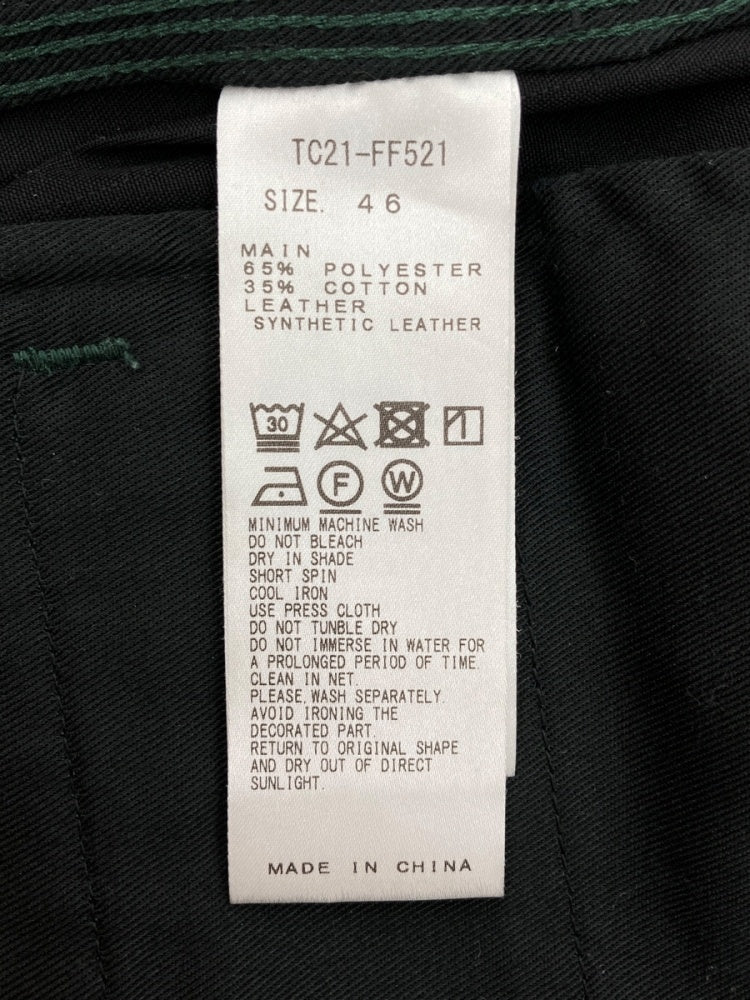 TC21-FF521
SIZE. 46
MAIN
65% POLYESTER
35% COTTON
LEATHER
SYNTHETIC LEATHER
30
F W
MINIMUM MACHINE WASH
DO NOT BLEACH
DRY IN SHADE
SHORT SPIN
COOL IRON
USE PRESS CLOTH
DO NOT TUNBLE DRY
DO NOT IMMERSE IN WATER FOR
A PROLONGED PERIOD OF TIME.
CLEAN IN NET.
PLEASE WASH SEPARATELY.
AVOID IRONING THE
DECORATED PART.
RETURN TO ORIGINAL SHAPE
AND DRY OUT OF DIRECT
SUNLIGHT.
MADE IN CHINA